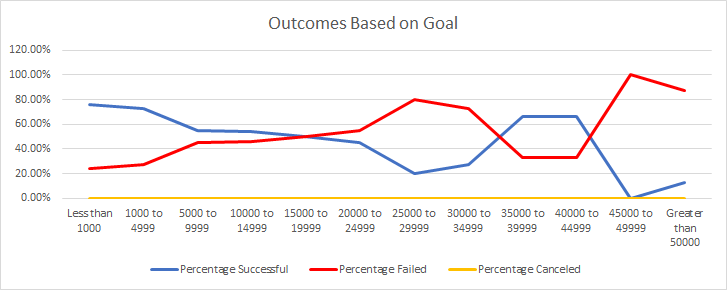 Outcomes Based on Goal
120.00%
100.00%
80.00%
60.00%
40.00%
20.00%
0.00%
Less than 1000
1000 to 4999
5000 to 9999
10000 to 14999
15000 to 19999
20000 to 24999
25000 to 29999
30000 to 34999
35000 to 39999
40000 to 44999
45000 to 49999
Greater than 50000
Percentage Successful
Percentage Failed
Percentage Canceled